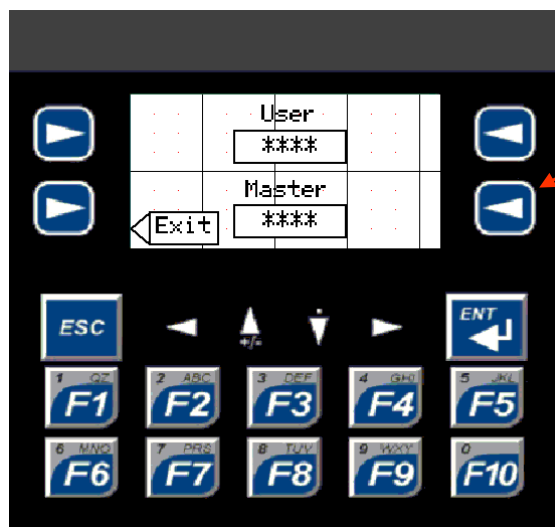 User
****
Master
****
Exit
ESC
+/-
ENT
1 QZ
F1
2 ABC
F2
3 DEF
F3
4 GHI
F4
5 JKL
F5
6 MNO
F6
7 PRS
F7
8 TUV
F8
9 WXY
F9
0
F10